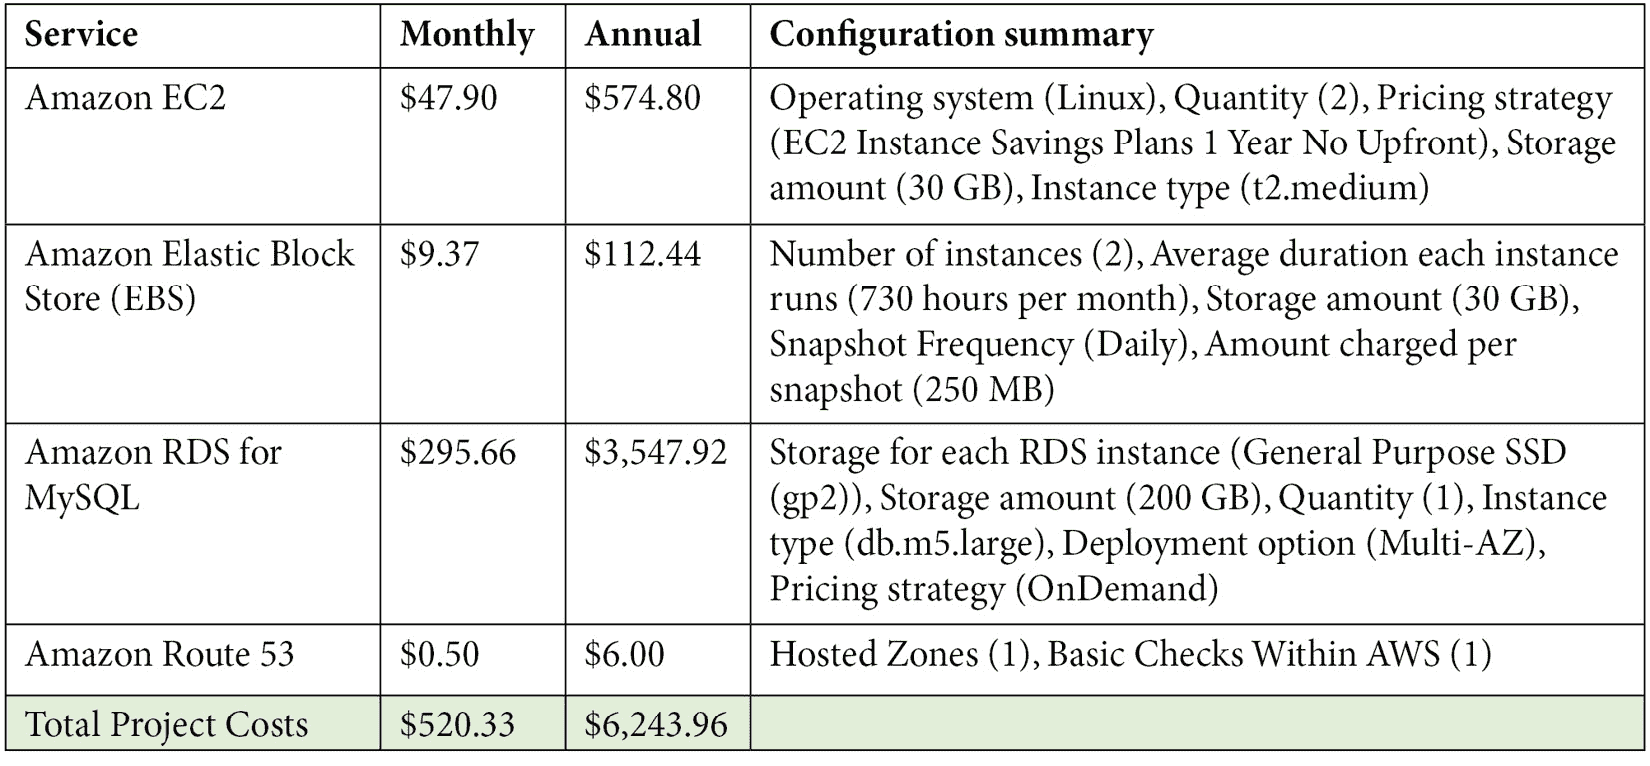 Service Monthly Annual Configuration summary
Amazon EC2 $47.90 $574.80 Operating system (Linux), Quantity (2), Pricing strategy
(EC2 Instance Savings Plans 1 Year No Upfront), Storage
amount (30 GB), Instance type (t2.medium)
Amazon Elastic Block $9.37 $112.44 Number of instances (2), Average duration each instance
Store (EBS) runs (730 hours per month), Storage amount (30 GB),
Snapshot Frequency (Daily), Amount charged per
snapshot (250 MB)
Amazon RDS for $295.66 $3,547.92 Storage for each RDS instance (General Purpose SSD
MySQL (gp2)), Storage amount (200 GB), Quantity (1), Instance
type (db.m5.large), Deployment option (Multi-AZ),
Pricing strategy (OnDemand)
Amazon Route 53 $0.50 $6.00 Hosted Zones (1), Basic Checks Within AWS (1)
Total Project Costs $520.33 $6,243.96